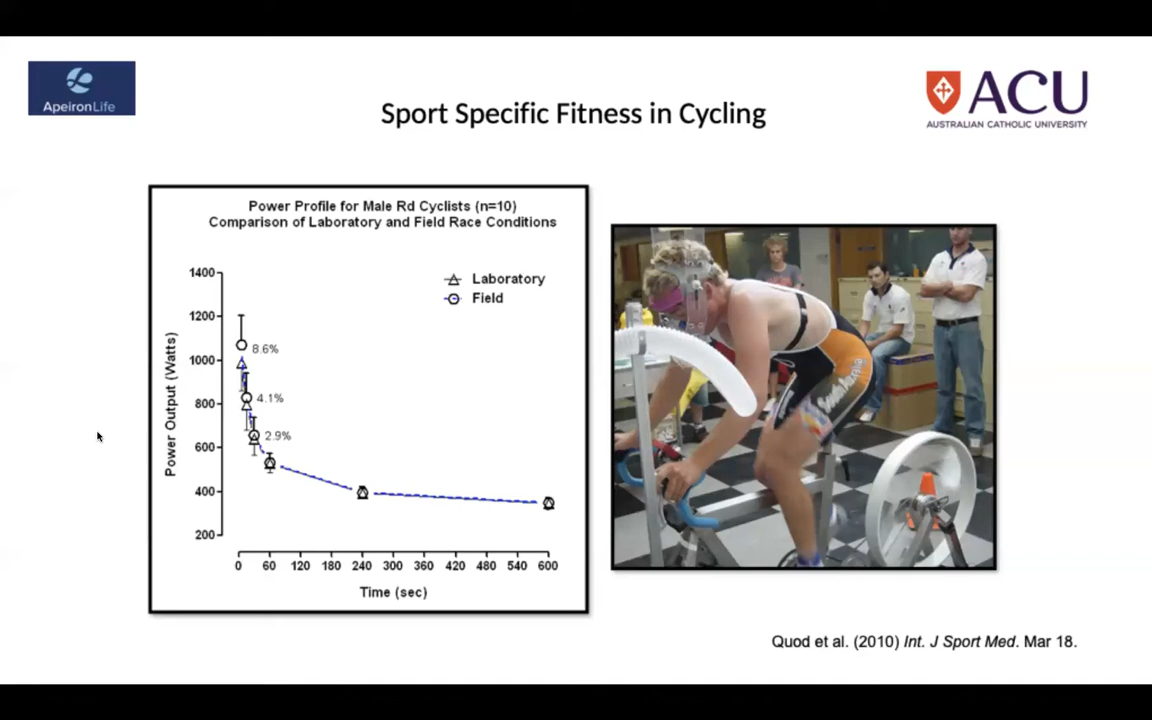 ApeironLife
ACU
AUSTRALIAN CATHOLIC UNIVERSITY
Sport Specific Fitness in Cycling
Power Profile for Male Rd Cyclists (n=10)
Comparison of Laboratory and Field Race Conditions
Laboratory
Field
Power Output (Watts)
1400
1200
1000
800
600
400
200
8.6%
4.1%
2.9%
0 60 120 180 240 300 360 420 480 540 600
Time (sec)
Quod et al. (2010) Int. J Sport Med. Mar 18.